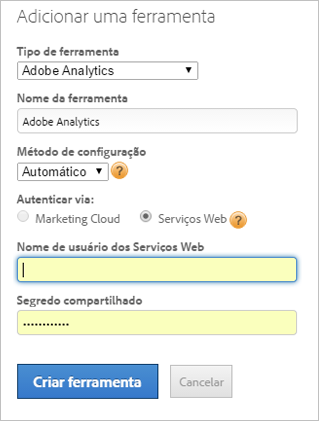 Adicionar uma ferramenta
Tipo de ferramenta
Adobe Analytics
Nome da ferramenta
Adobe Analytics
Método de configuração
Automático ?
Autenticar via:
Marketing Cloud Serviços Web ?
Nome de usuário dos Serviços Web
Segredo compartilhado
••••••••••••
Criar ferramenta Cancelar